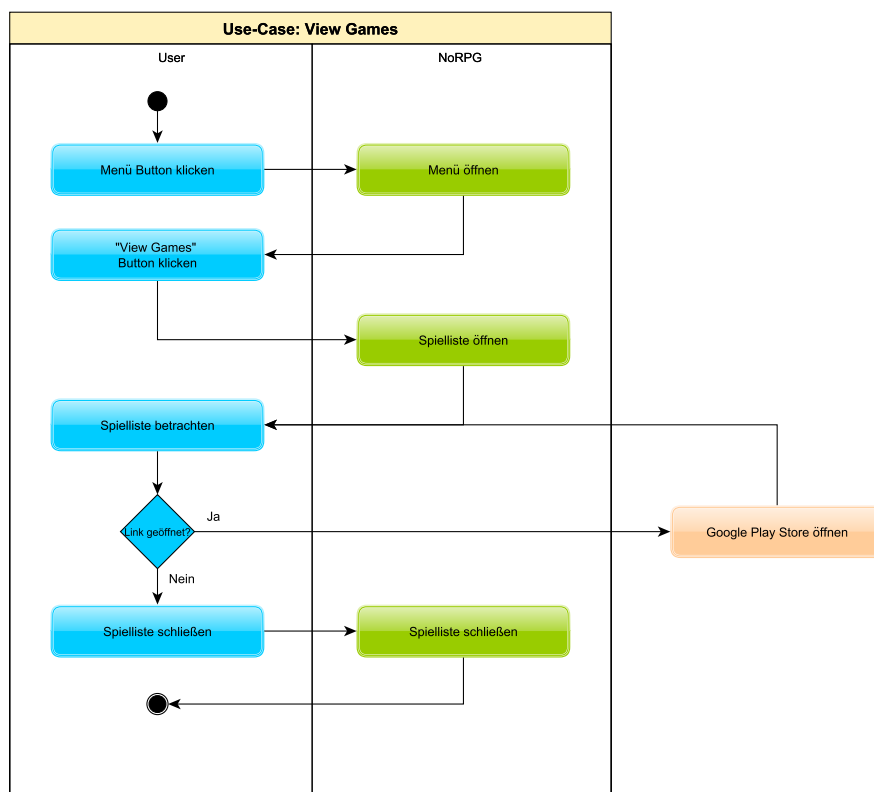 Use-Case: View Games
User
NoRPG
Menü Button klicken
Menü öffnen
"View Games"
Button klicken
Spielliste öffnen
Spielliste betrachten
Ja
Link geöffnet?
Google Play Store öffnen
Nein
Spielliste schließen
Spielliste schließen